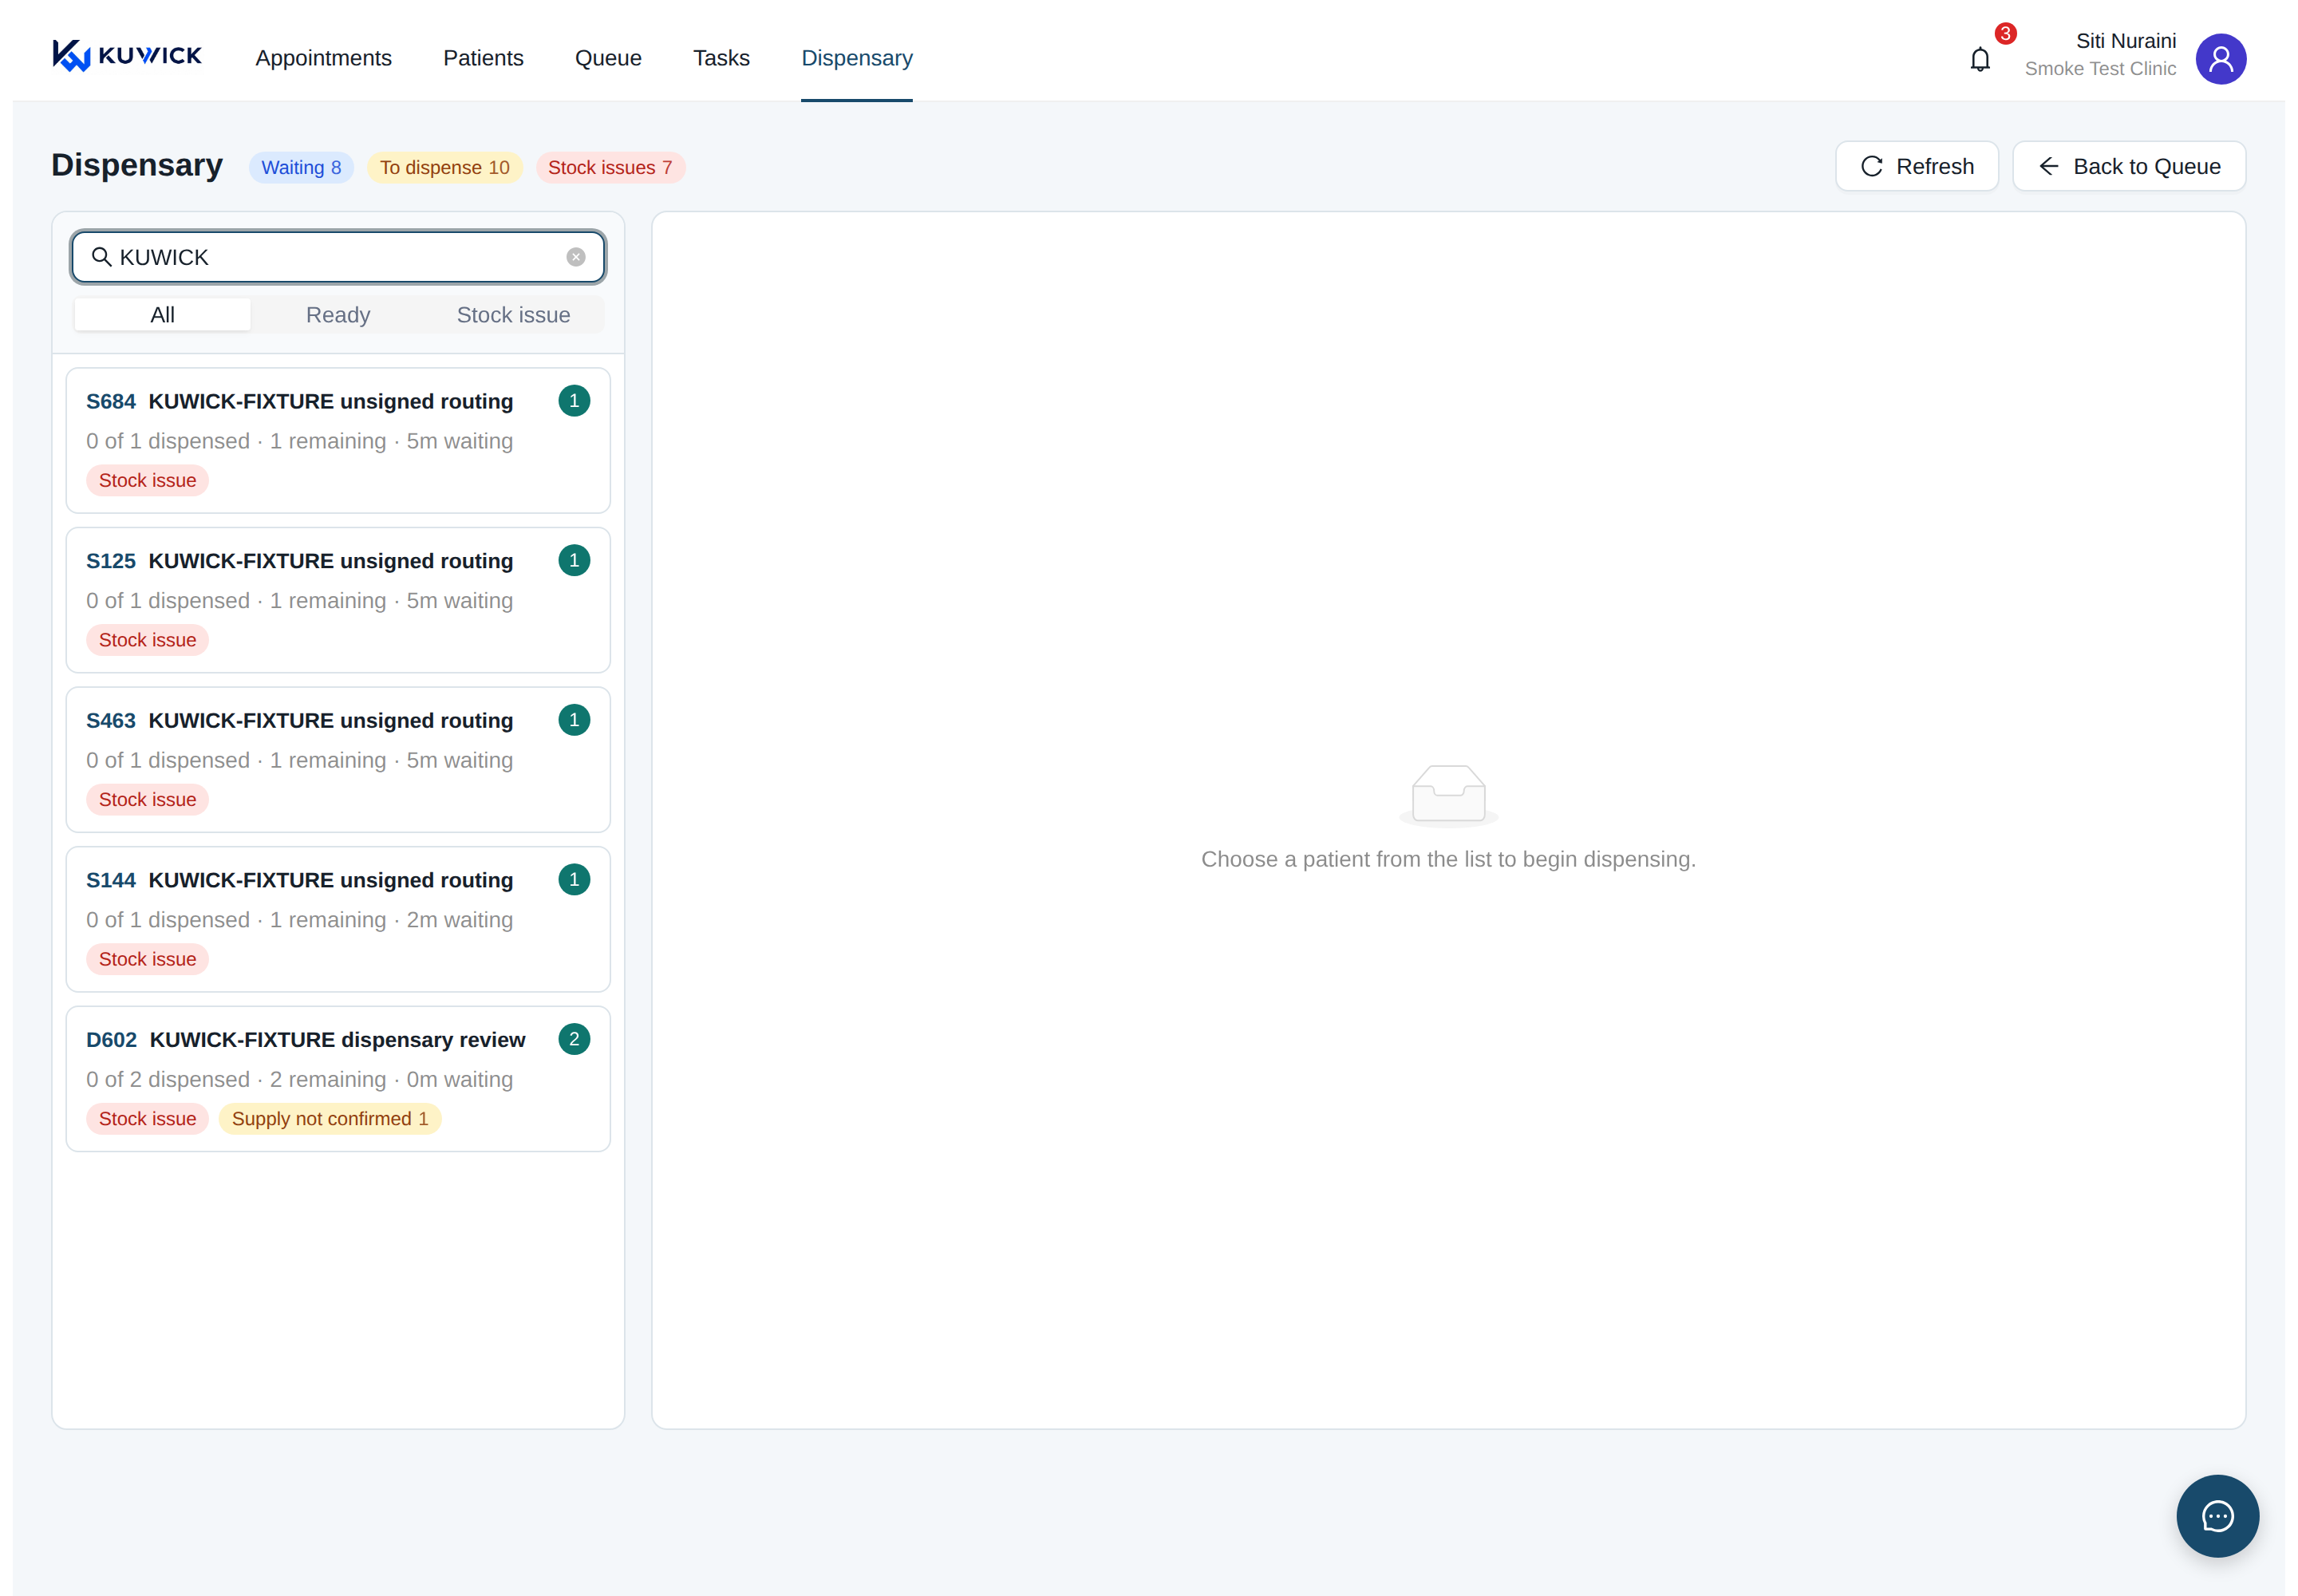 KUWICK
Appointments
Patients
Queue
Tasks
Dispensary
3
Siti Nuraini
Smoke Test Clinic
Dispensary
Waiting 8
To dispense 10
Stock issues 7
Refresh
Back to Queue
KUWICK
All
Ready
Stock issue
S684 KUWICK-FIXTURE unsigned routing 1
0 of 1 dispensed · 1 remaining · 5m waiting
Stock issue
S125 KUWICK-FIXTURE unsigned routing 1
0 of 1 dispensed · 1 remaining · 5m waiting
Stock issue
S463 KUWICK-FIXTURE unsigned routing 1
0 of 1 dispensed · 1 remaining · 5m waiting
Stock issue
S144 KUWICK-FIXTURE unsigned routing 1
0 of 1 dispensed · 1 remaining · 2m waiting
Stock issue
D602 KUWICK-FIXTURE dispensary review 2
0 of 2 dispensed · 2 remaining · 0m waiting
Stock issue
Supply not confirmed 1
Choose a patient from the list to begin dispensing.